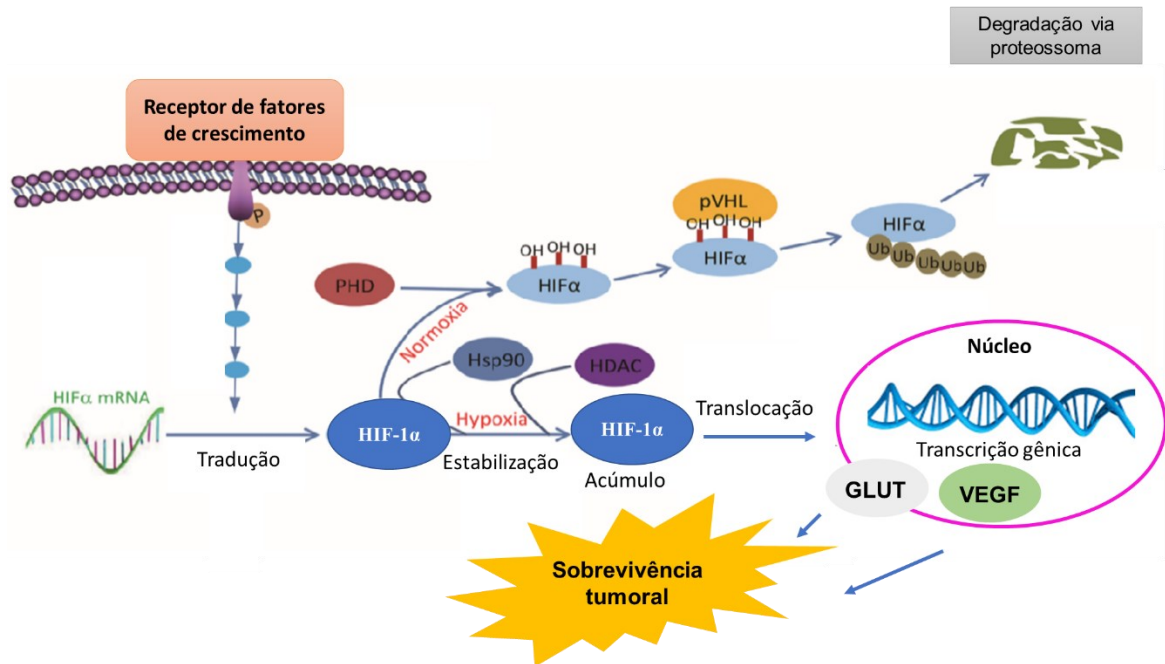 Degradação via
proteossoma
Receptor de fatores
de crescimento
P
pVHL
OH OH OH
HIFα
Ub Ub Ub Ub Ub
OH OH OH
HIFα
PHD
HIFα
Normoxia
Hsp90
HDAC
Núcleo
HIFα mRNA
Tradução
HIF-1α
Hypoxia
Estabilização
HIF-1α
Acúmulo
Translocação
Transcrição gênica
GLUT
VEGF
Sobrevivência
tumoral